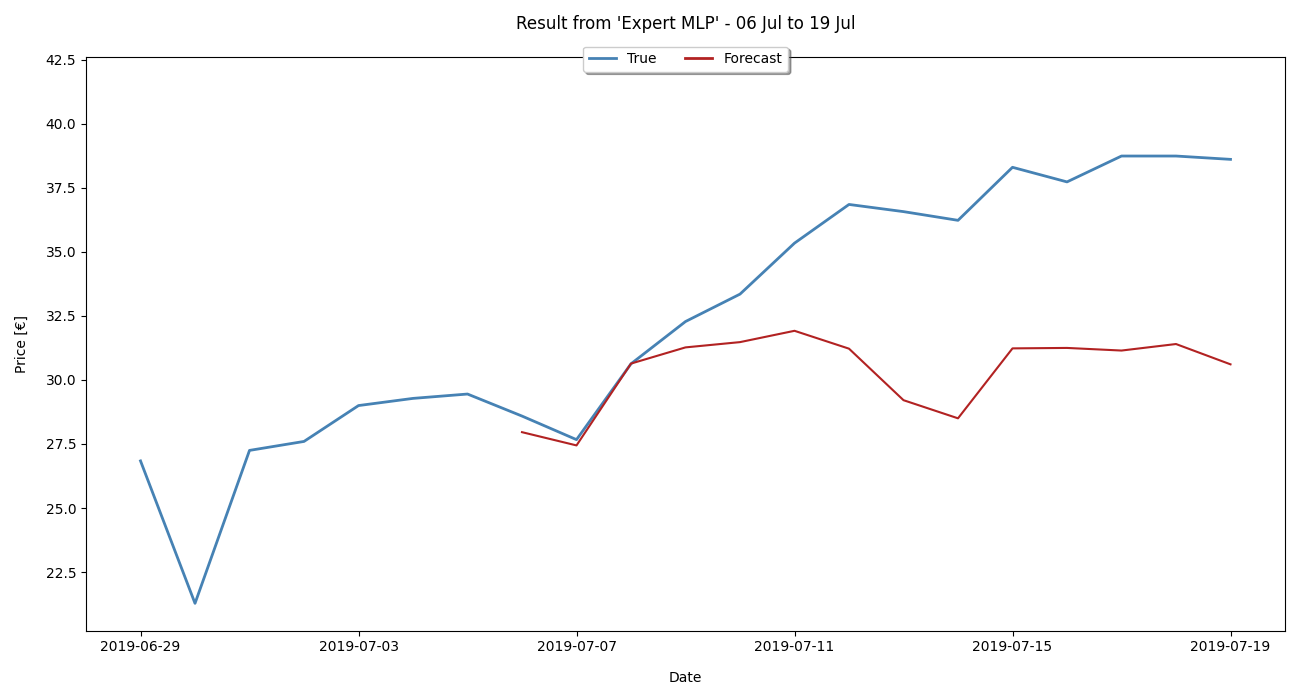 Result from 'Expert MLP' - 06 Jul to 19 Jul
True Forecast
42.5
40.0
37.5
35.0
32.5
30.0
27.5
25.0
22.5
Price [€]
2019-06-29 2019-07-03 2019-07-07 2019-07-11 2019-07-15 2019-07-19
Date